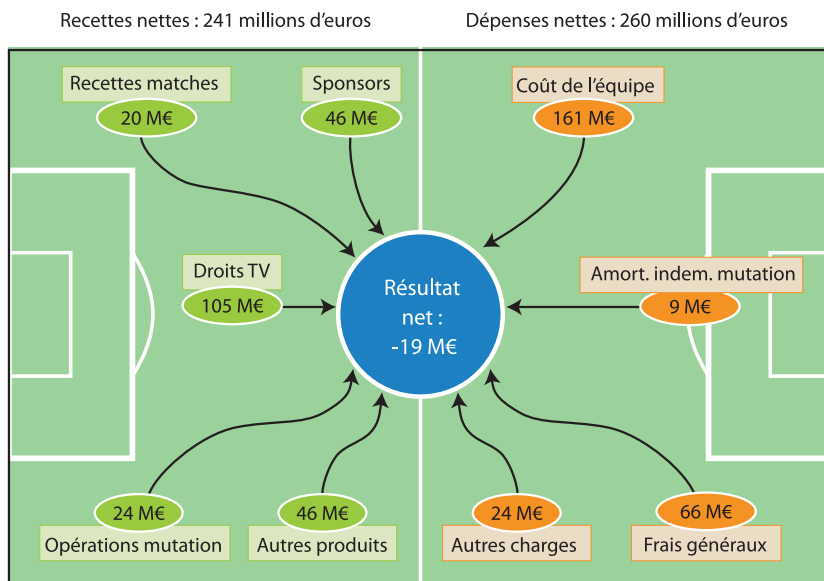 Recettes nettes : 241 millions d’euros
Dépenses nettes : 260 millions d’euros
Recettes matches
20 M€
Sponsors
46 M€
Coût de l’équipe
161 M€
Droits TV
105 M€
Résultat
net :
-19 M€
Amort. indem. mutation
9 M€
24 M€
Opérations mutation
46 M€
Autres produits
24 M€
Autres charges
66 M€
Frais généraux